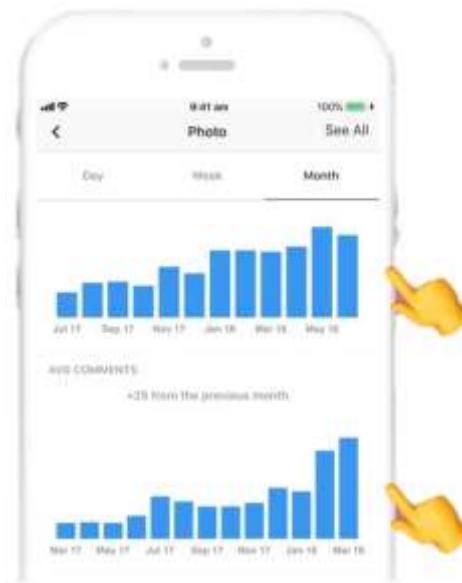 9:41 am 100%
Photo See All
Day Week Month
Jul 17 Sep 17 Nov 17 Jan 18 Mar 18 May 18
AVG COMMENTS
+29 from the previous month
Mar 17 May 17 Jul 17 Sep 17 Nov 17 Jan 18 Mar 18